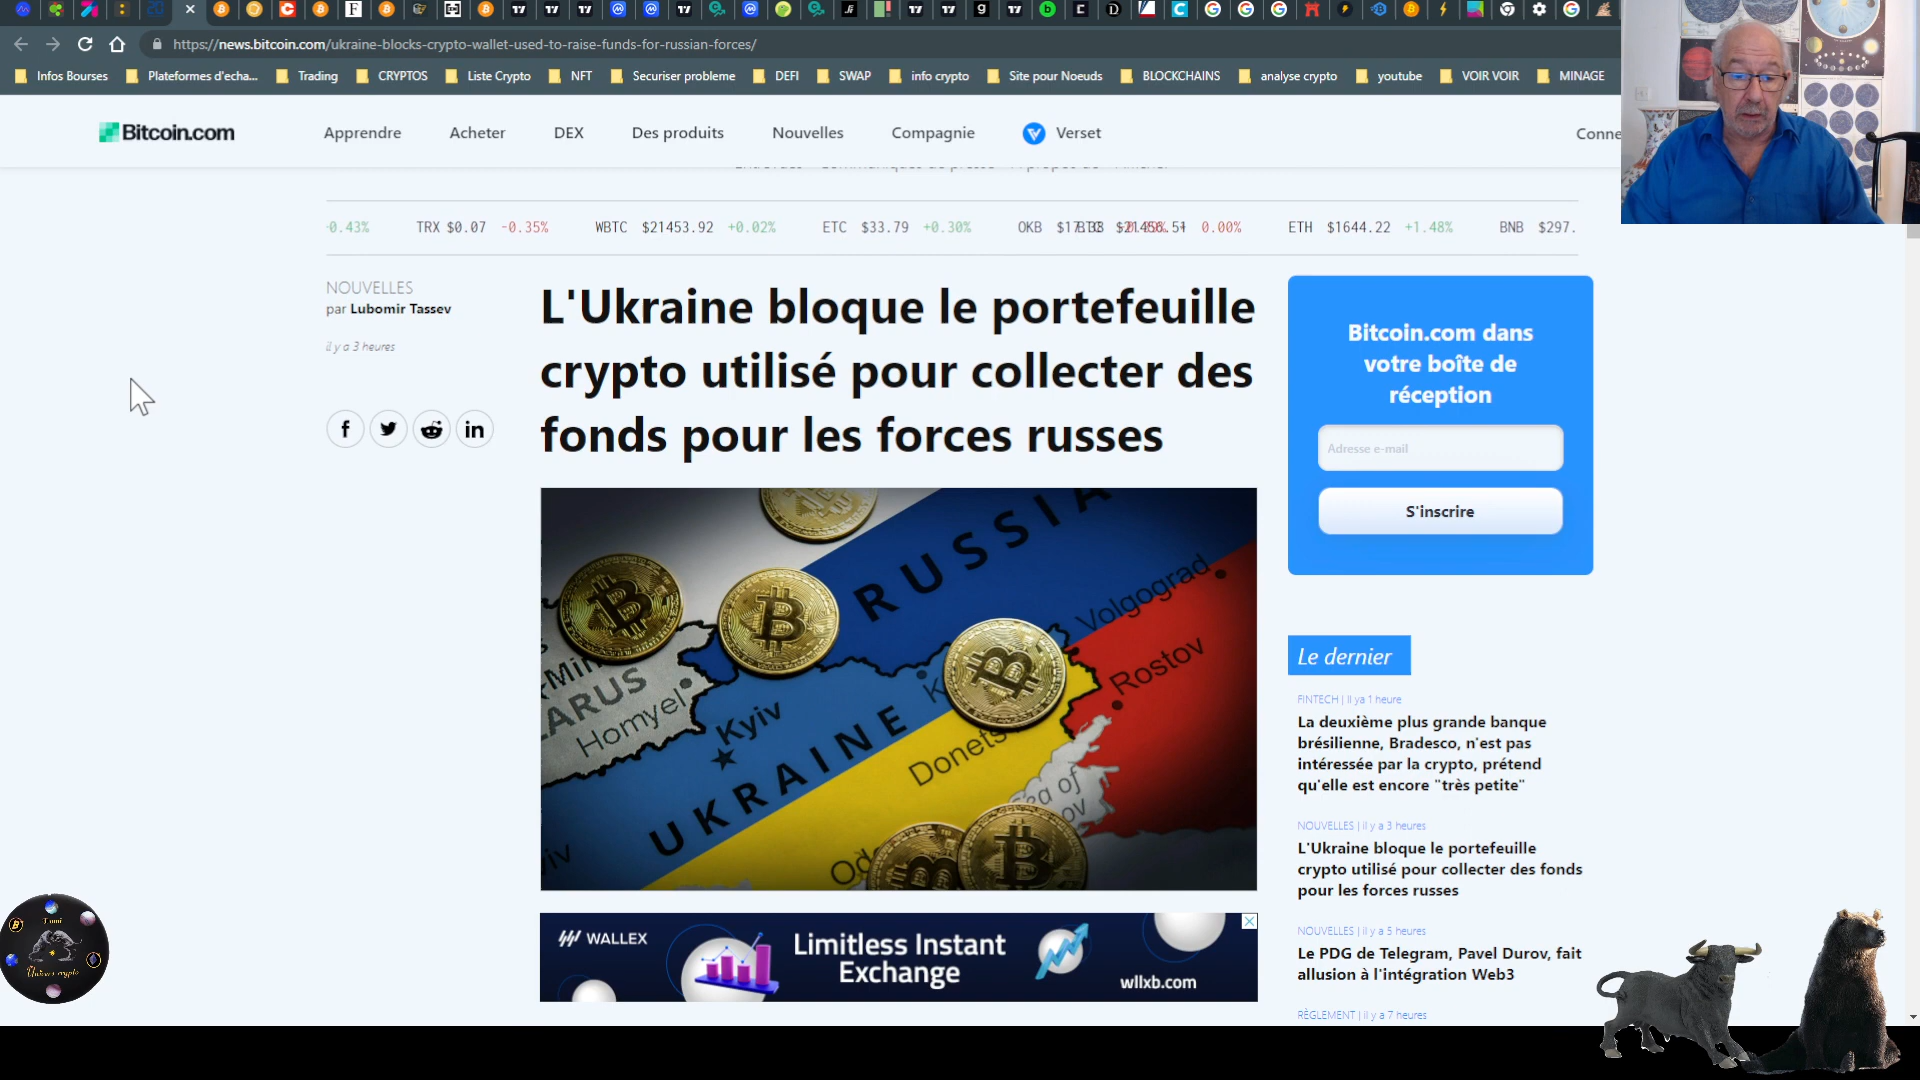 https://news.bitcoin.com/ukraine-blocks-crypto-wallet-used-to-raise-funds-for-russian-forces/
Infos Bourses Plateformes d'echa... Trading CRYPTOS Liste Crypto NFT Securiser probleme DEFI SWAP info crypto Site pour Noeuds BLOCKCHAINS analyse crypto youtube VOIR VOIR MINAGE
Bitcoin.com Apprendre Acheter DEX Des produits Nouvelles Compagnie Verset Conne
-0.43% TRX $0.07 -0.35% WBTC $21453.92 +0.02% ETC $33.79 +0.30% OKB 0.00% ETH $1644.22 +1.48% BNB $297.
NOUVELLES
par Lubomir Tassev
il y a 3 heures
L'Ukraine bloque le portefeuille
crypto utilisé pour collecter des
fonds pour les forces russes
RUSSIA
Volgograd
Rostov
Homyel
Kyiv
UKRAINE
Donets
Sea of
WALLEX
Limitless Instant
Exchange
wllxb.com
Bitcoin.com dans
votre boîte de
réception
Adresse e-mail
S'inscrire
Le dernier
FINTECH | il ya 1 heure
La deuxième plus grande banque
brésilienne, Bradesco, n'est pas
intéressée par la crypto, prétend
qu'elle est encore "très petite"
NOUVELLES | il y a 3 heures
L'Ukraine bloque le portefeuille
crypto utilisé pour collecter des fonds
pour les forces russes
NOUVELLES | il y a 5 heures
Le PDG de Telegram, Pavel Durov, fait
allusion à l'intégration Web3
RÈGLEMENT | il y a 7 heures